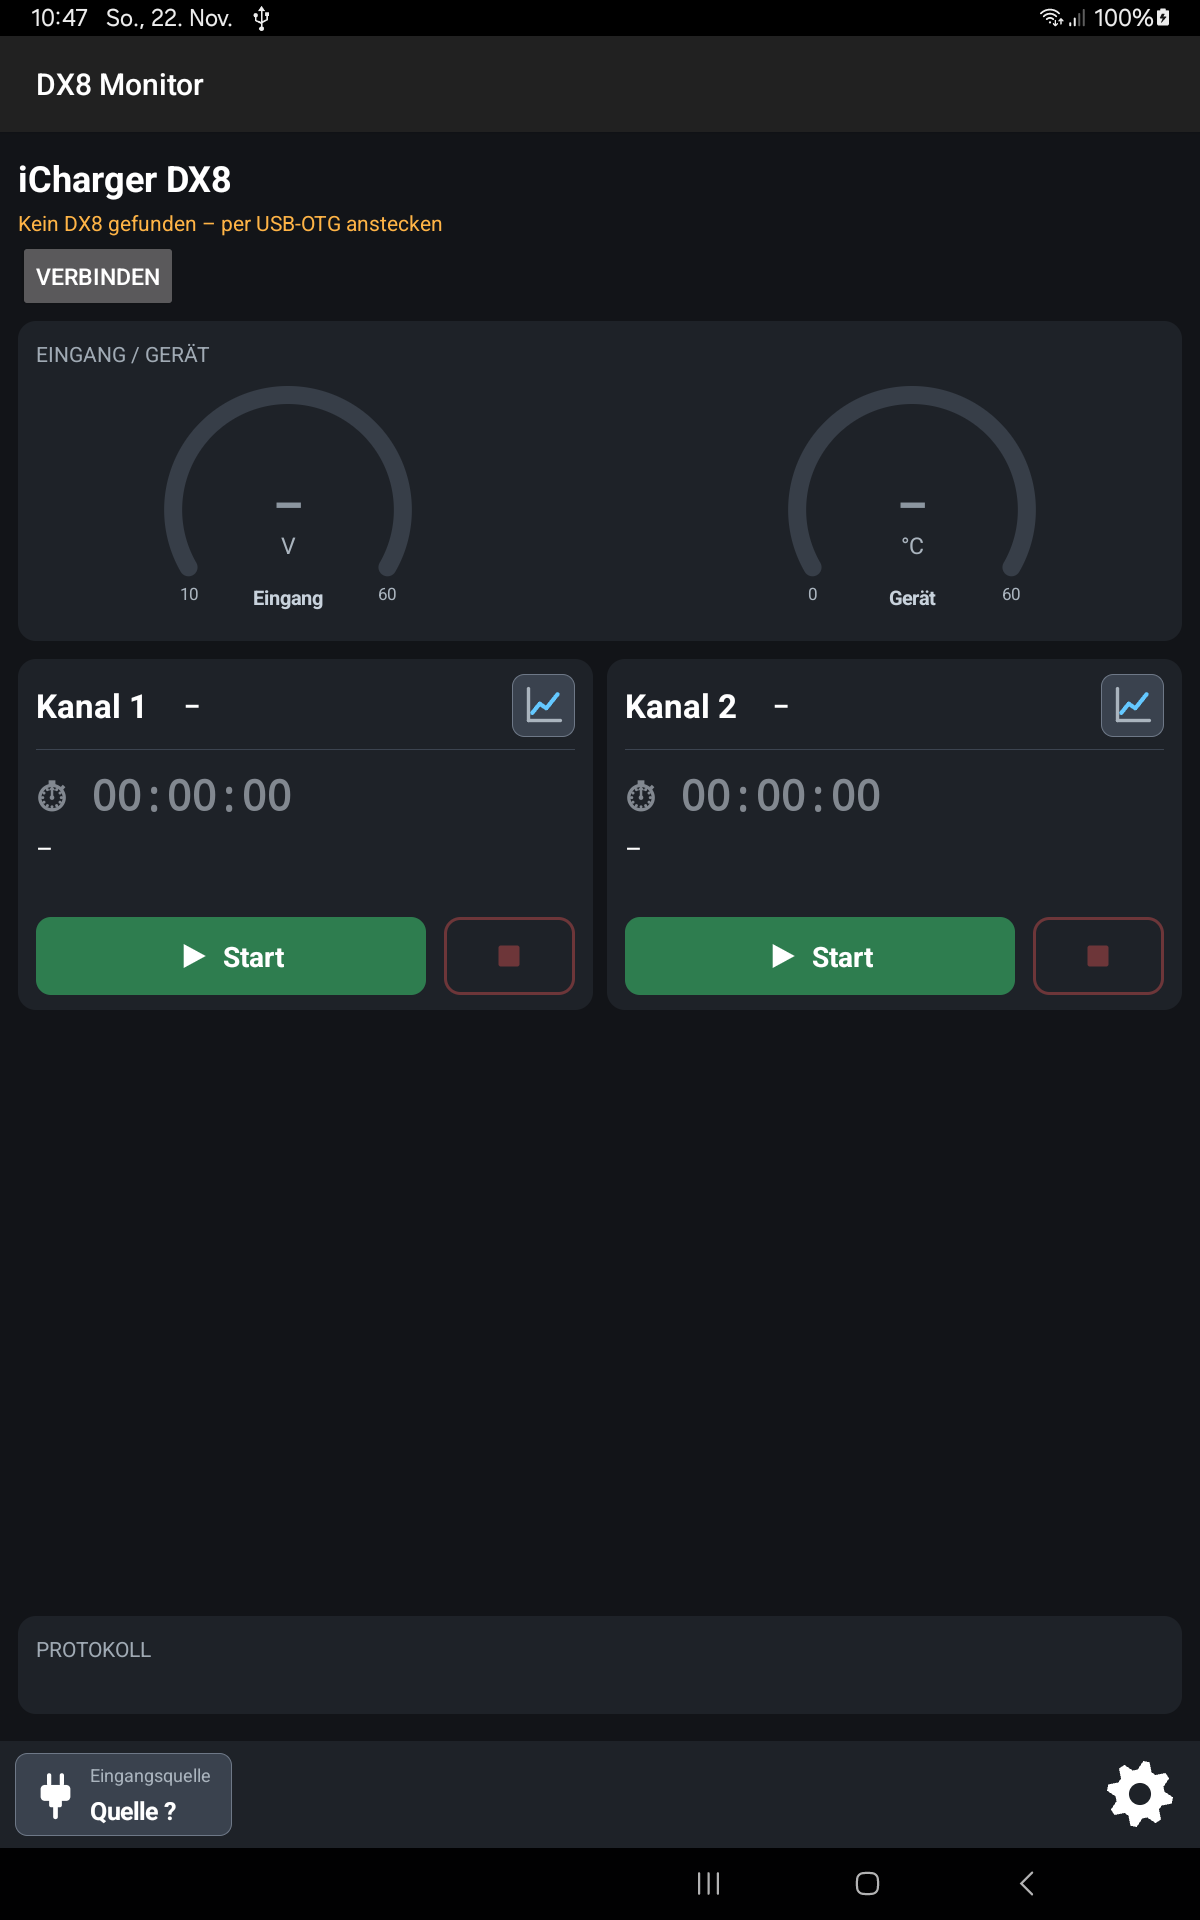 10:47 So., 22. Nov. 100%
DX8 Monitor
iCharger DX8
Kein DX8 gefunden – per USB-OTG anstecken
VERBINDEN
EINGANG / GERÄT
–
V
10 Eingang 60
–
°C
0 Gerät 60
Kanal 1 –
00:00:00
–
Start
Kanal 2 –
00:00:00
–
Start
PROTOKOLL
Eingangsquelle
Quelle ?